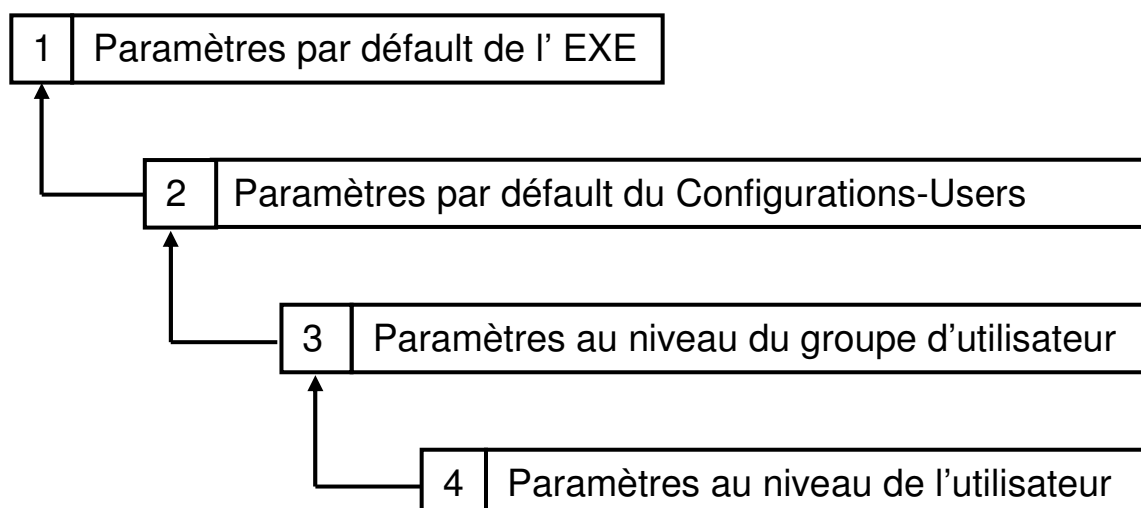 1 Paramètres par défault de l' EXE
2 Paramètres par défault du Configurations-Users
3 Paramètres au niveau du groupe d'utilisateur
4 Paramètres au niveau de l'utilisateur